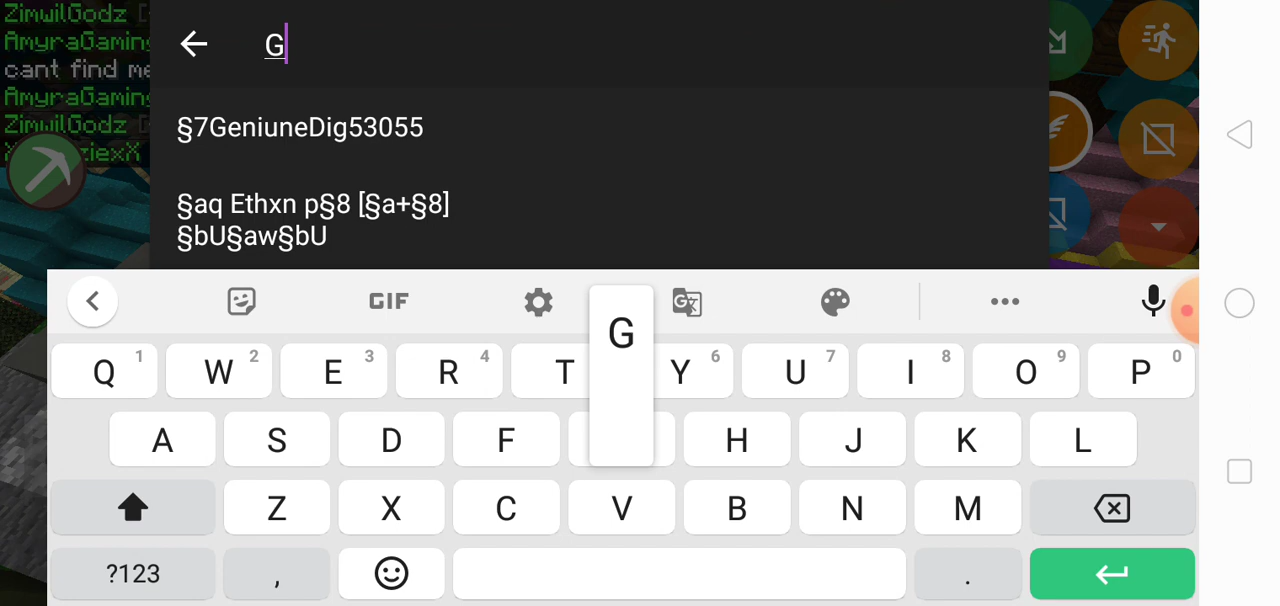 ZimwilGodz [
AmyraGaming
cant find me
AmyraGaming
ZimwilGodz [
ziexX
G
§7GeniuneDig53055
§aq Ethxn p§8 [§a+§8]
§bU§aw§bU
GIF
G
Q 1 W 2 E 3 R 4 T Y 6 U 7 I 8 O 9 P 0
A S D F H J K L
Z X C V B N M
?123 , .